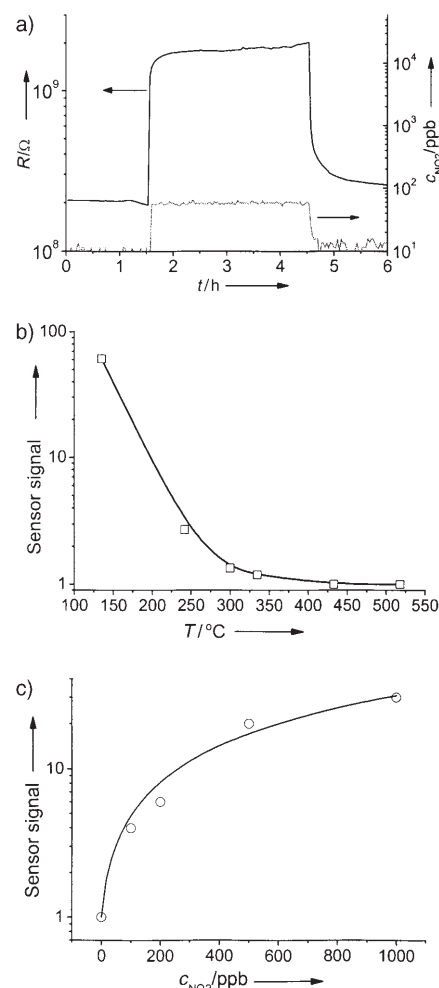 a)
10⁹
10⁸
R/Ω
10⁴
10³
10²
10¹
c_NO2/ppb
0 1 2 3 4 5 6
t/h
b)
100
10
1
Sensor signal
100 150 200 250 300 350 400 450 500 550
T/°C
c)
10
1
Sensor signal
0 200 400 600 800 1000
c_NO2/ppb